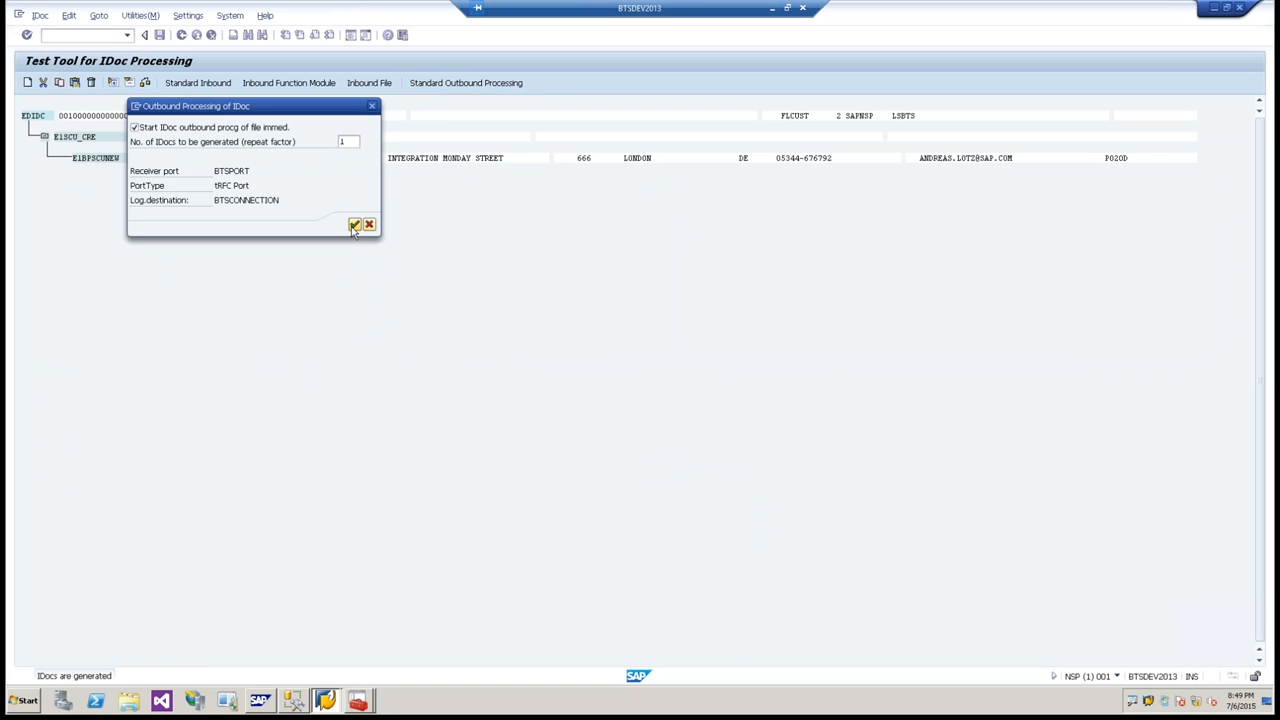 BTSDEV2013
IDoc Edit Goto Utilities(M) Settings System Help
Test Tool for IDoc Processing
Standard Inbound Inbound Function Module Inbound File Standard Outbound Processing
Outbound Processing of IDoc
EDIDC 001000000000000 FLCUST 2 SAPNSP LSBTS
Start IDoc outbound procg of file immed.
E1SCU_CRE
No. of IDocs to be generated (repeat factor) 1
E1BPSCUNEW INTEGRATION MONDAY STREET 666 LONDON DE 05344-676792 ANDREAS.LOTZ@SAP.COM P020D
Receiver port BTSPORT
PortType tRFC Port
Log.destination: BTSCONNECTION
IDocs are generated SAP NSP (1) 001 BTSDEV2013 INS
Start SAP 8:49 PM
7/6/2015